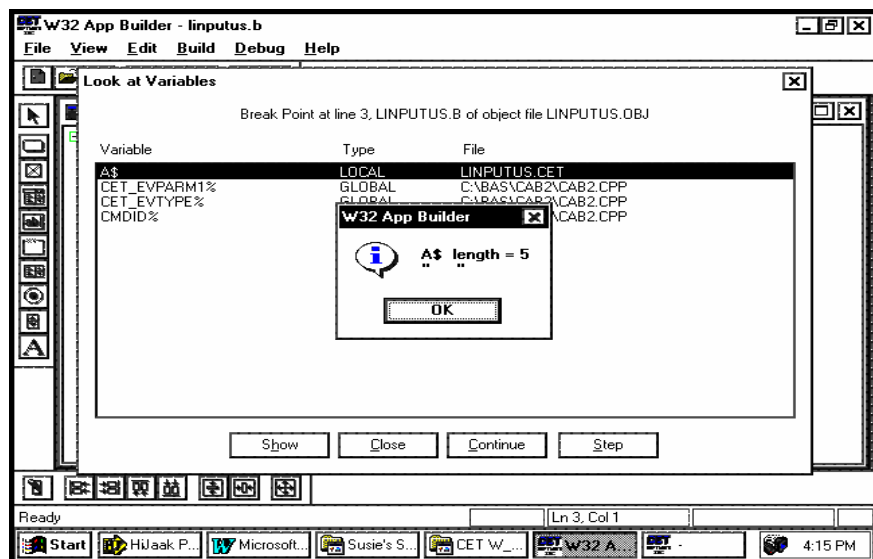 W32 App Builder - linputus.b
File View Edit Build Debug Help
Look at Variables
Break Point at line 3, LINPUTUS.B of object file LINPUTUS.OBJ
Variable Type File
A$ LOCAL LINPUTUS.CET
CET_EVPARM1% GLOBAL C:\BAS\CAB2\CAB2.CPP
CET_EVTYPE% GLOBAL C:\BAS\CAB2\CAB2.CPP
CMDID% \CAB2.CPP
W32 App Builder
A$ length = 5
" "
OK
Show Close Continue Step
Ready Ln 3, Col 1
Start HiJaak P... Microsoft... Susie's S... CET W_... W32 A... - 4:15 PM